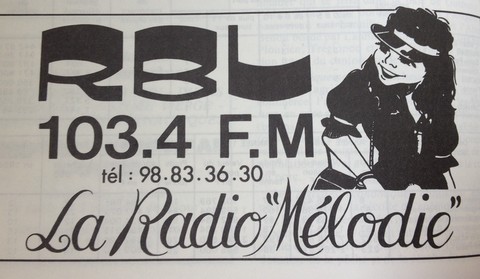 RBL
103.4 F.M
tél : 98.83.36.30
La Radio "Mélodie"